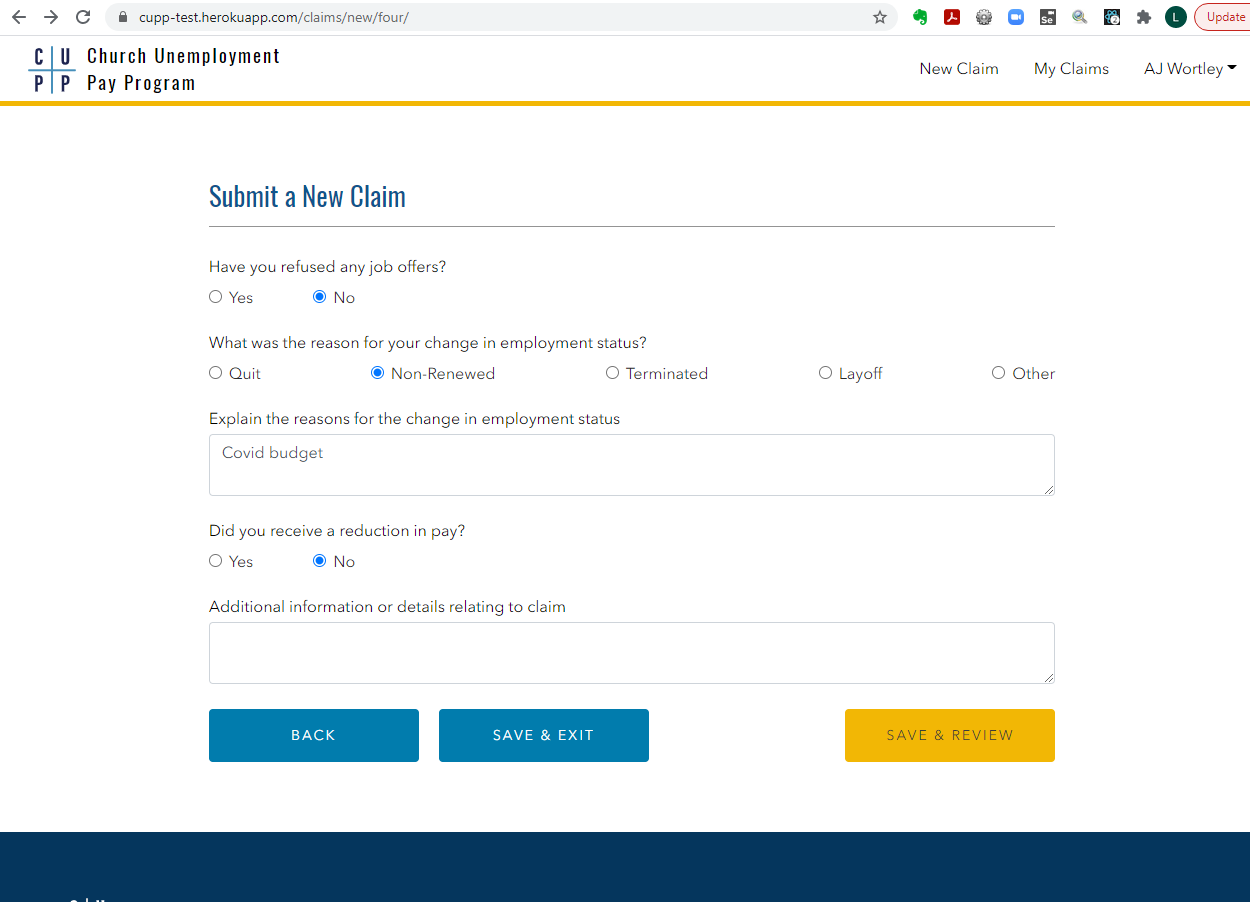 cupp-test.herokuapp.com/claims/new/four/
Se
2
L
Update
C U
P P
Church Unemployment
Pay Program
New Claim My Claims AJ Wortley
Submit a New Claim
Have you refused any job offers?
Yes No
What was the reason for your change in employment status?
Quit Non-Renewed Terminated Layoff Other
Explain the reasons for the change in employment status
Covid budget
Did you receive a reduction in pay?
Yes No
Additional information or details relating to claim
BACK SAVE & EXIT SAVE & REVIEW